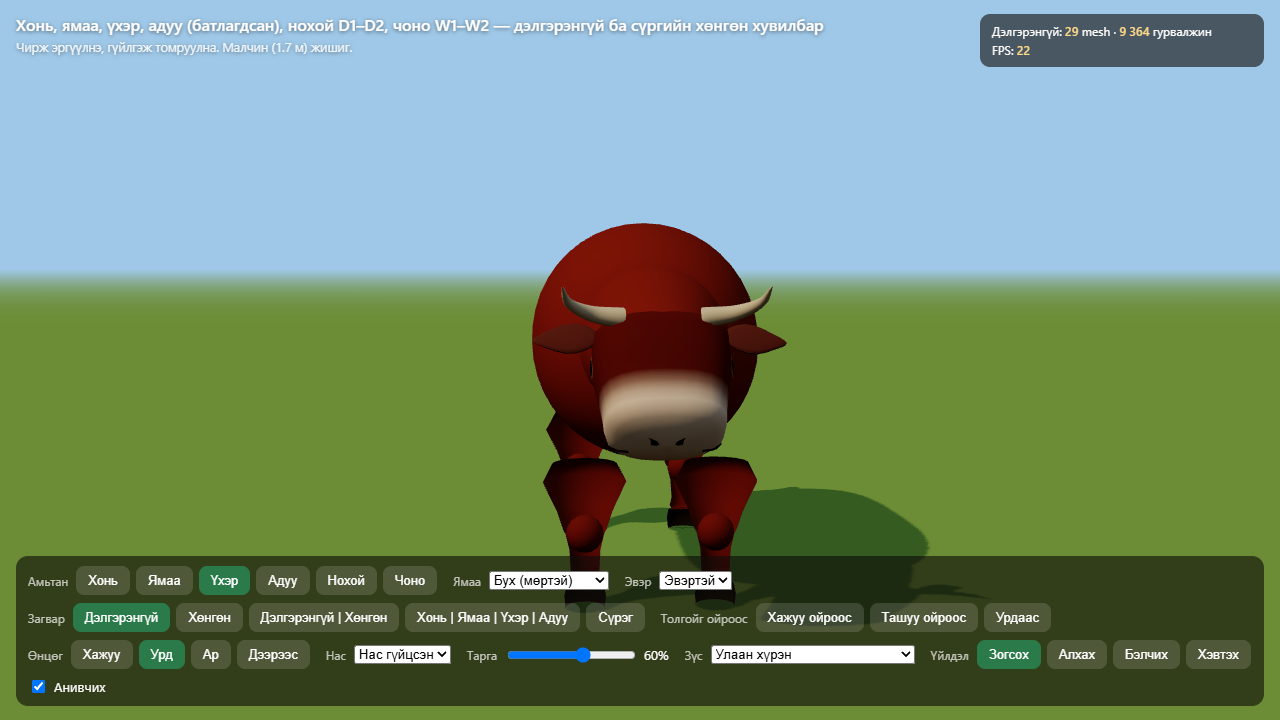 Хонь, ямаа, үхэр, адуу (батлагдсан), нохой D1–D2, чоно W1–W2 — дэлгэрэнгүй ба сүргийн хөнгөн хувилбар
Чирж эргүүлнэ, гүйлгэж томруулна. Малчин (1.7 м) жишиг.
Дэлгэрэнгүй: 29 mesh · 9 364 гурвалжин
FPS: 22
Амьтан Хонь Ямаа Үхэр Адуу Нохой Чоно Ямаа Бух (мөртэй) Эвэр Эвэртэй
Загвар Дэлгэрэнгүй Хөнгөн Дэлгэрэнгүй | Хөнгөн Хонь | Ямаа | Үхэр | Адуу Сүрэг Толгойг ойроос Хажуу ойроос Ташуу ойроос Урдаас
Өнцөг Хажуу Урд Ар Дээрээс Нас Нас гүйцсэн Тарга 60% Зүс Улаан хүрэн Үйлдэл Зогсох Алхах Бэлчих Хэвтэх
Анивчих